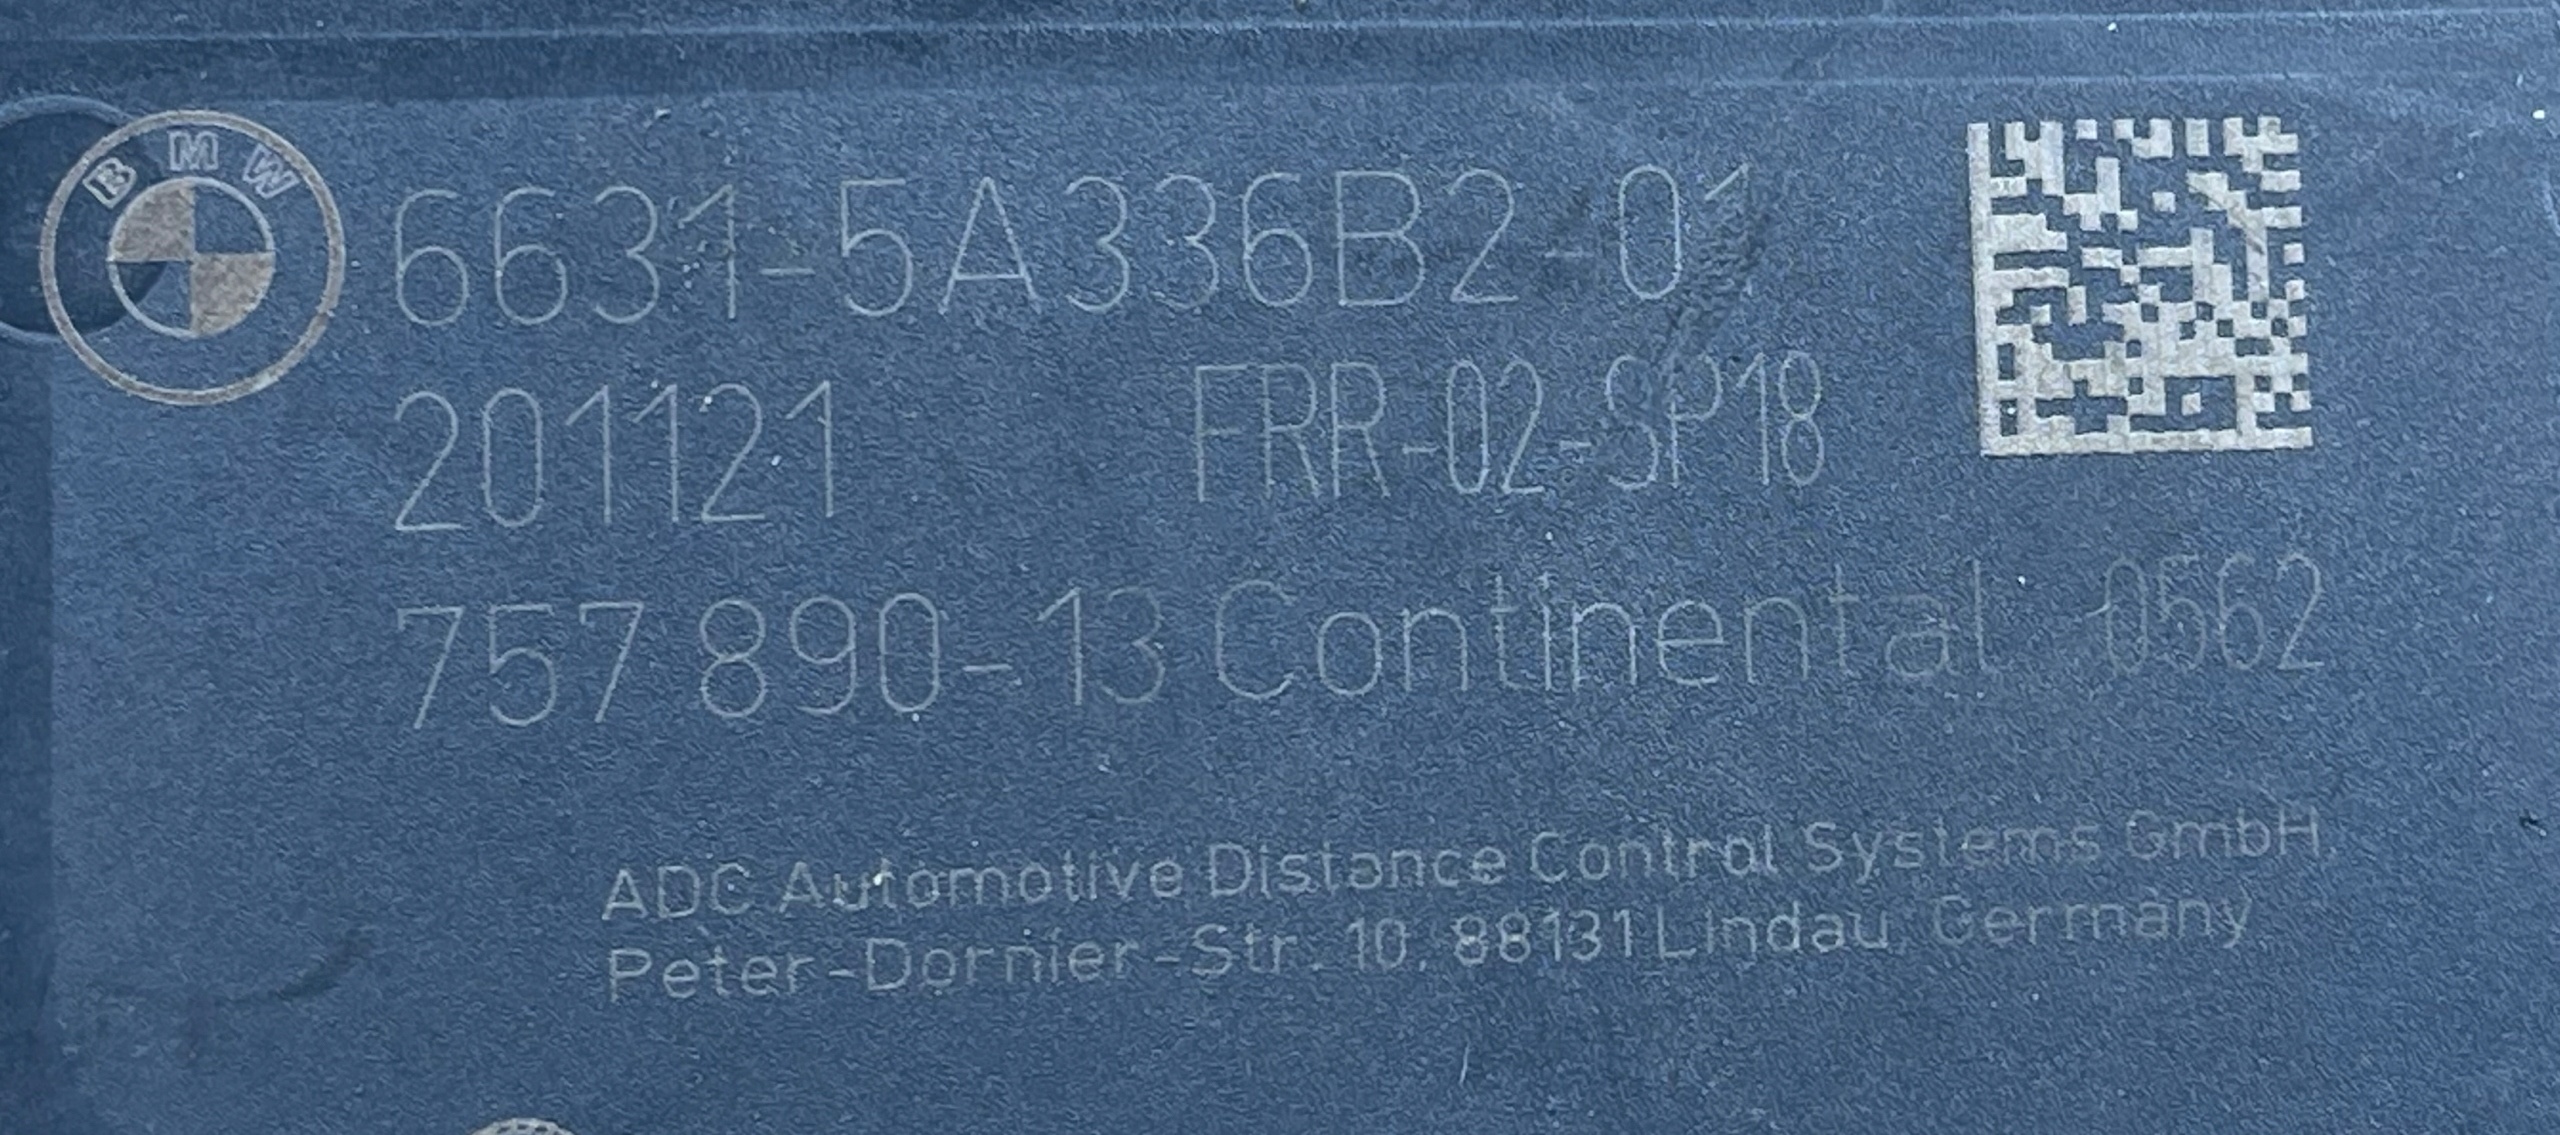 BMW
6631-5A336B2-01
201121 FRR-02-SP18
757 890-13 Continental 0562
ADC Automotive Distance Control Systems GmbH,
Peter-Dornier-Str. 10, 88131 Lindau, Germany